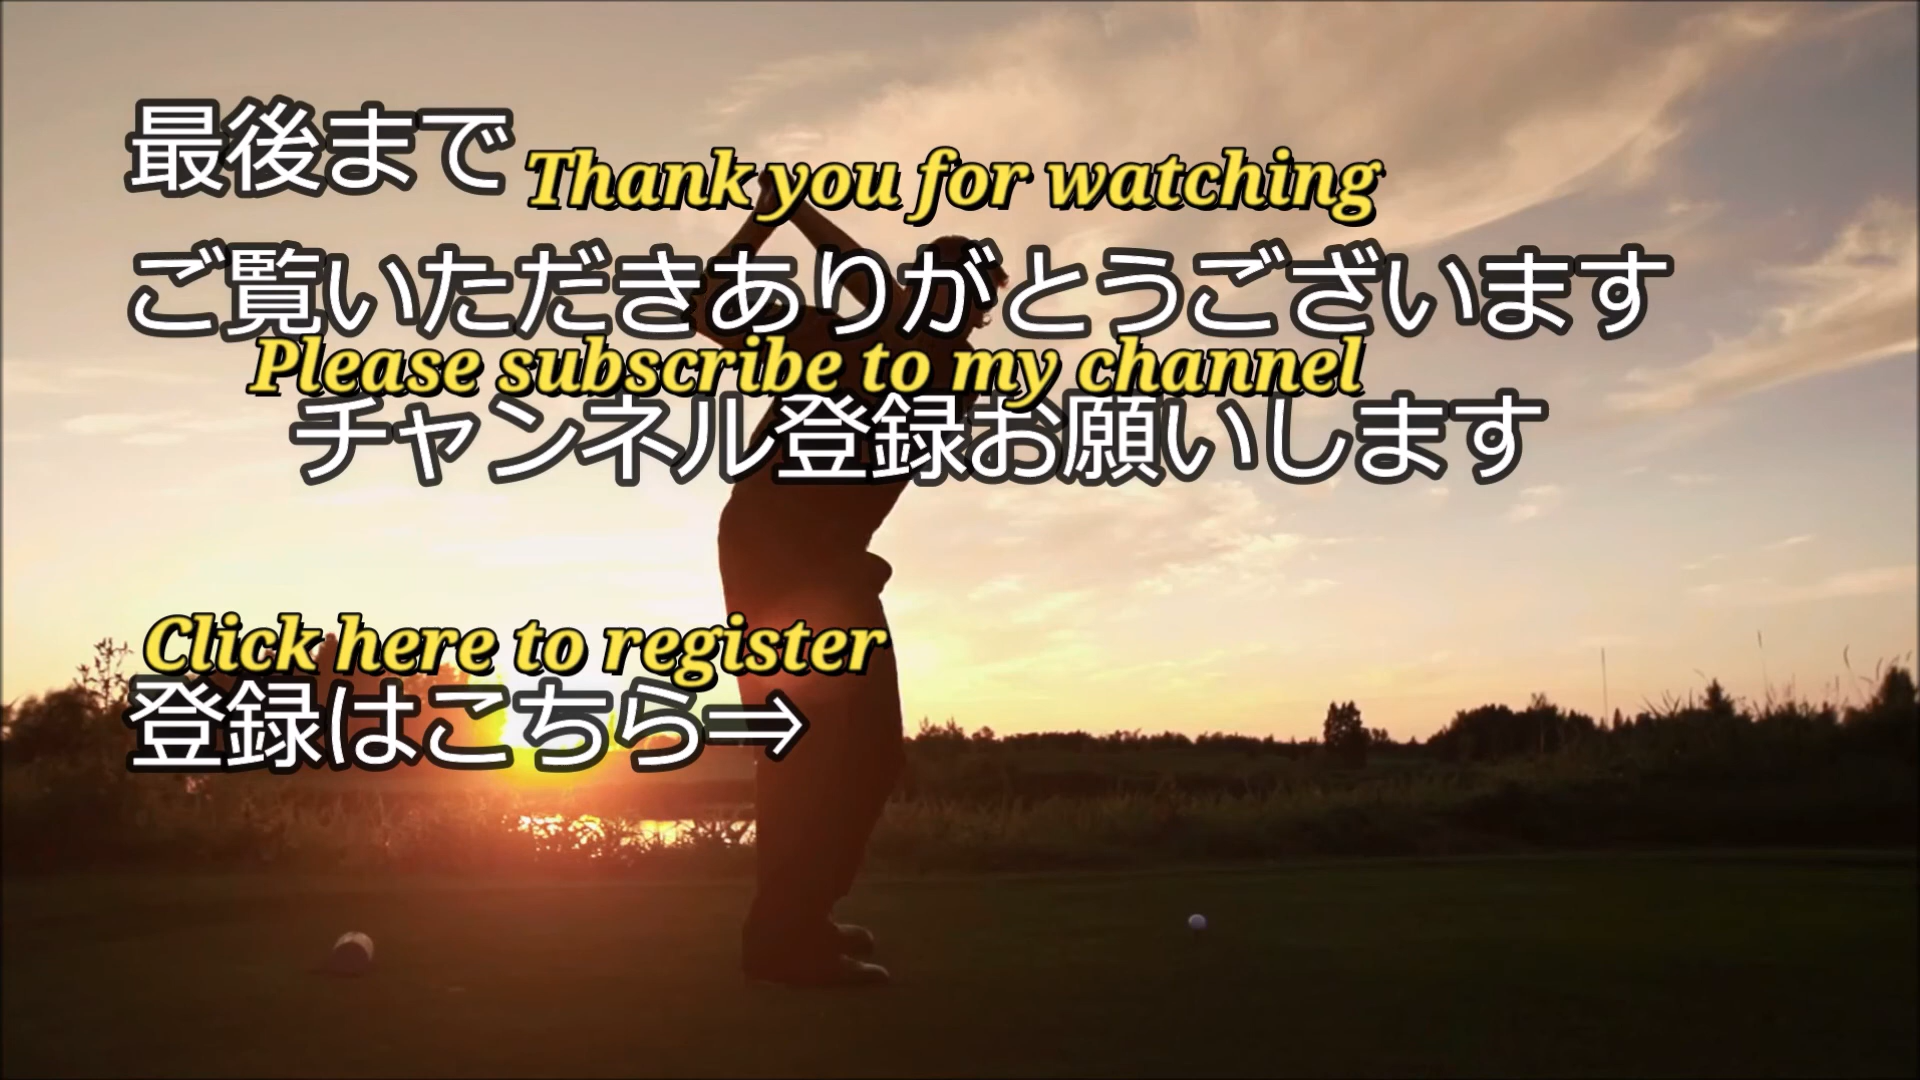 最後まで
Thank you for watching
ご覧いただきありがとうございます
Please subscribe to my channel
チャンネル登録お願いします
Click here to register
登録はこちら⇒